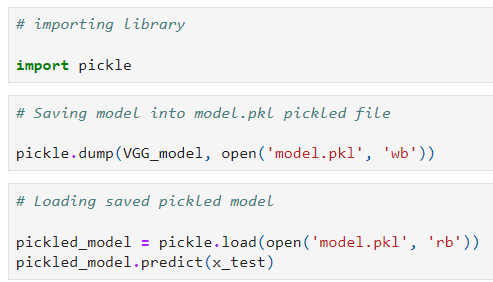 # importing library
import pickle
# Saving model into model.pkl pickled file
pickle.dump(VGG_model, open('model.pkl', 'wb'))
# Loading saved pickled model
pickled_model = pickle.load(open('model.pkl', 'rb'))
pickled_model.predict(x_test)